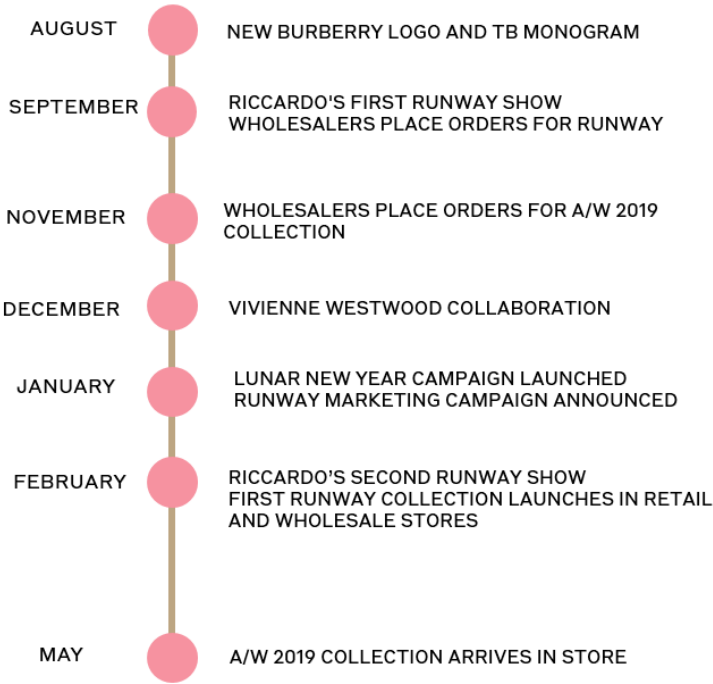 AUGUST
NEW BURBERRY LOGO AND TB MONOGRAM
SEPTEMBER
RICCARDO'S FIRST RUNWAY SHOW
WHOLESALERS PLACE ORDERS FOR RUNWAY
NOVEMBER
WHOLESALERS PLACE ORDERS FOR A/W 2019
COLLECTION
DECEMBER
VIVIENNE WESTWOOD COLLABORATION
JANUARY
LUNAR NEW YEAR CAMPAIGN LAUNCHED
RUNWAY MARKETING CAMPAIGN ANNOUNCED
FEBRUARY
RICCARDO’S SECOND RUNWAY SHOW
FIRST RUNWAY COLLECTION LAUNCHES IN RETAIL
AND WHOLESALE STORES
MAY
A/W 2019 COLLECTION ARRIVES IN STORE